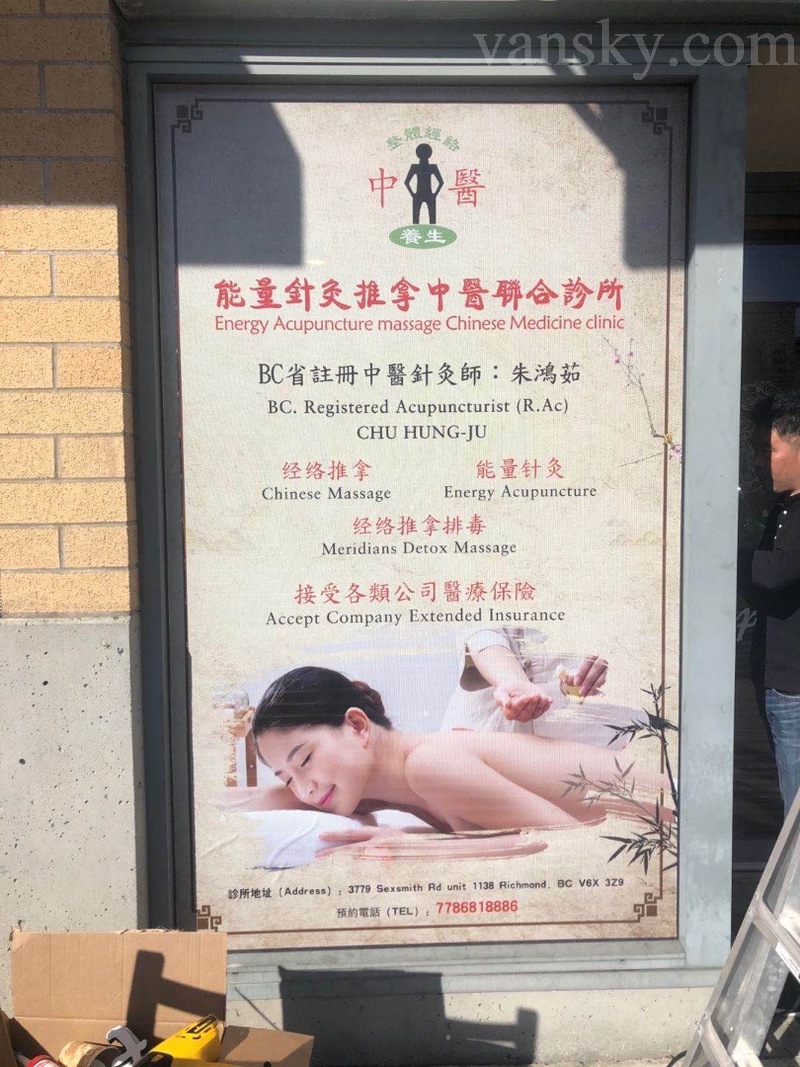 vansky.com
整體經絡
中醫
養生
能量針灸推拿中醫聯合診所
Energy Acupuncture massage Chinese Medicine clinic
BC省註冊中醫針灸師：朱鴻茹
BC. Registered Acupuncturist (R.Ac)
CHU HUNG-JU
经络推拿 能量针灸
Chinese Massage Energy Acupuncture
经络推拿排毒
Meridians Detox Massage
接受各類公司醫療保險
Accept Company Extended Insurance
診所地址 (Address) : 3779 Sexsmith Rd unit 1138 Richmond. BC V6X 3Z9
預約電話 (TEL) : 7786818886